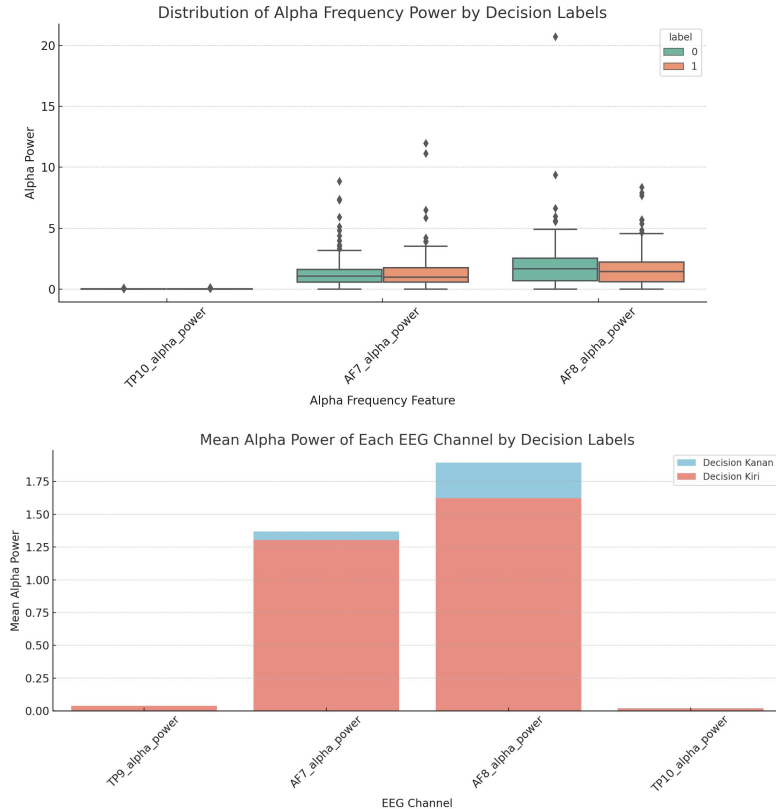 Distribution of Alpha Frequency Power by Decision Labels
label
0
1
20
15
10
5
0
Alpha Power
TP10_alpha_power
AF7_alpha_power
AF8_alpha_power
Alpha Frequency Feature
Mean Alpha Power of Each EEG Channel by Decision Labels
Decision Kanan
Decision Kiri
1.75
1.50
1.25
1.00
0.75
0.50
0.25
0.00
Mean Alpha Power
TP9_alpha_power
AF7_alpha_power
AF8_alpha_power
TP10_alpha_power
EEG Channel